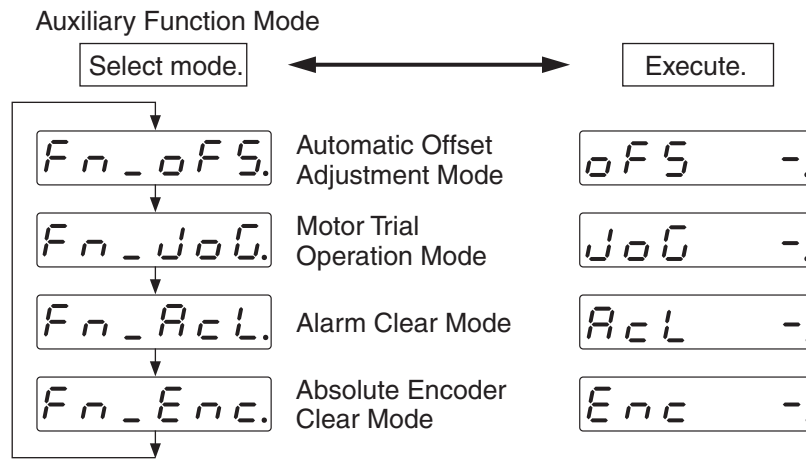 Auxiliary Function Mode
Select mode.
Execute.
Fn_oFS.
Automatic Offset
Adjustment Mode
oFS -.
Fn_JoG.
Motor Trial
Operation Mode
JoG -.
Fn_AcL.
Alarm Clear Mode
AcL -.
Fn_Enc.
Absolute Encoder
Clear Mode
Enc -.